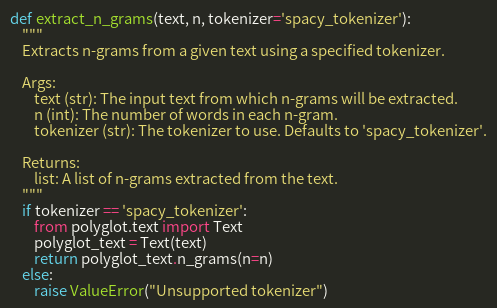 def extract_n_grams(text, n, tokenizer='spacy_tokenizer'):
    """
    Extracts n-grams from a given text using a specified tokenizer.

    Args:
        text (str): The input text from which n-grams will be extracted.
        n (int): The number of words in each n-gram.
        tokenizer (str): The tokenizer to use. Defaults to 'spacy_tokenizer'.

    Returns:
        list: A list of n-grams extracted from the text.
    """
    if tokenizer == 'spacy_tokenizer':
        from polyglot.text import Text
        polyglot_text = Text(text)
        return polyglot_text.n_grams(n=n)
    else:
        raise ValueError("Unsupported tokenizer")